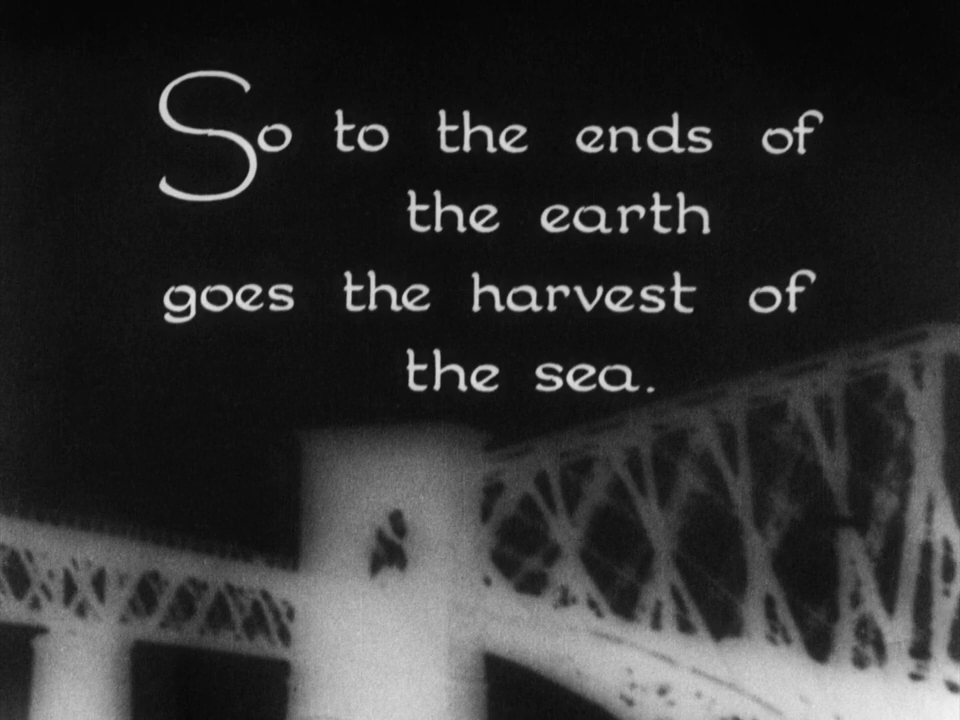 So to the ends of
the earth
goes the harvest of
the sea.